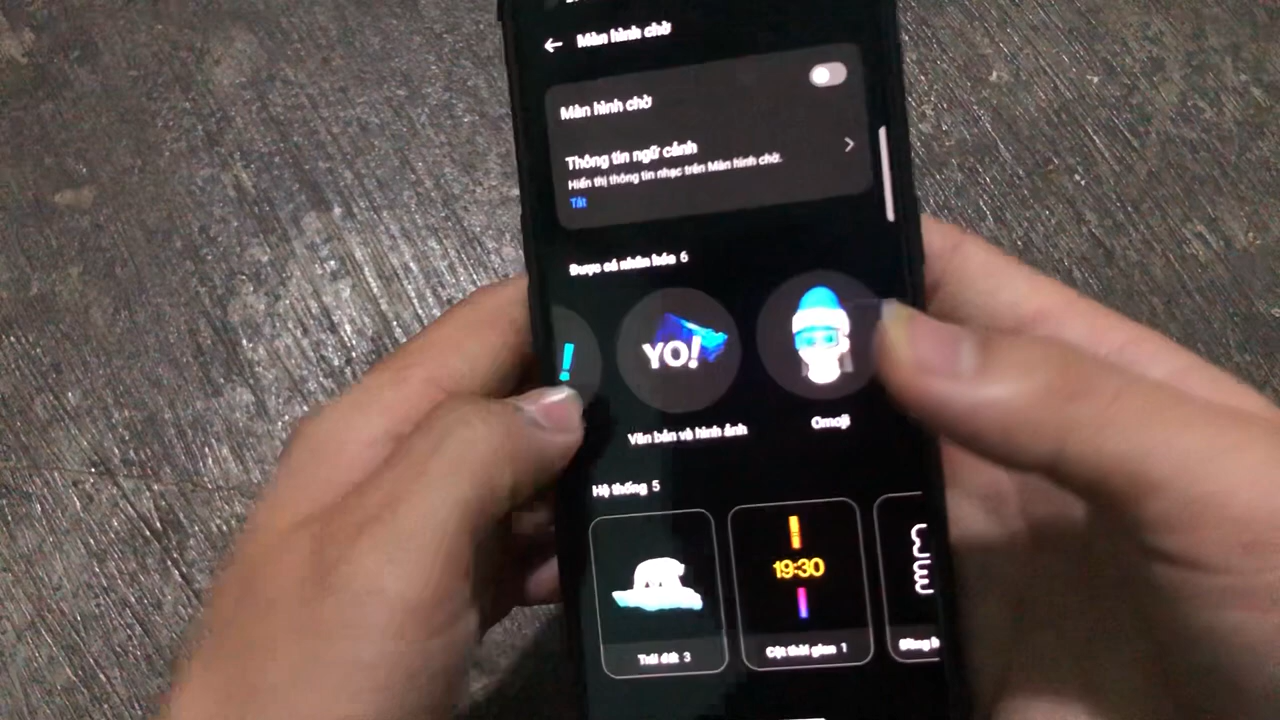 Màn hình chờ
Màn hình chờ
Thông tin ngữ cảnh
Hiển thị thông tin nhạc trên Màn hình chờ.
Tắt
Được cá nhân hóa 6
!
YO!
Văn bản và hình ảnh
Omoji
Hệ thống 5
19:30
Trái đất 3
Cột thời gian 1